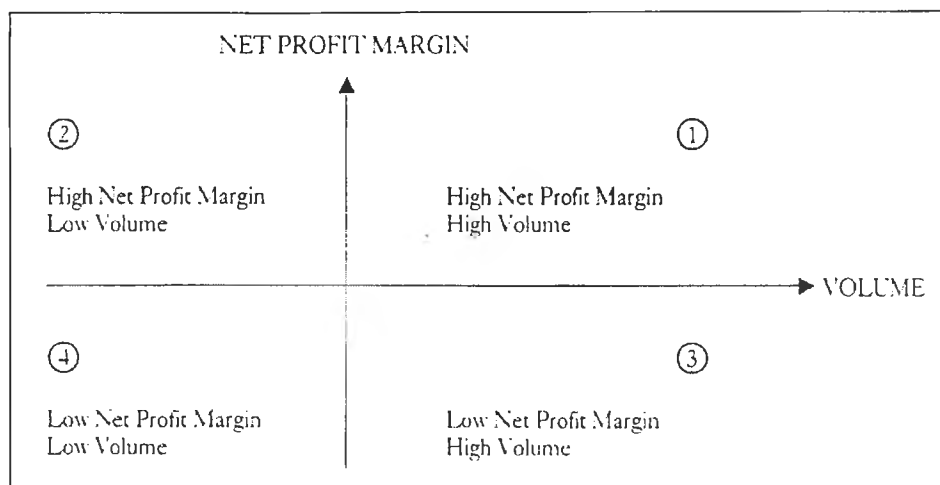 NET PROFIT MARGIN
② ①
High Net Profit Margin
Low Volume
High Net Profit Margin
High Volume
VOLUME
④ ③
Low Net Profit Margin
Low Volume
Low Net Profit Margin
High Volume